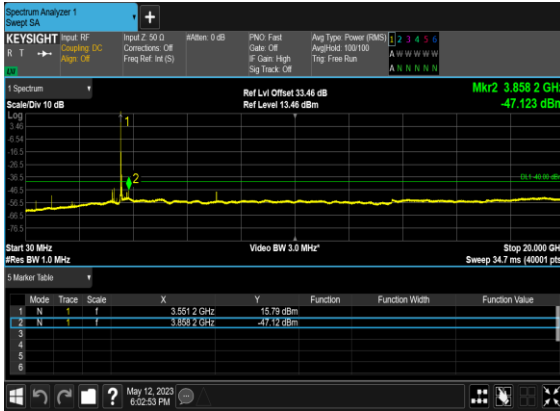 Spectrum Analyzer 1
Swept SA
+
KEYSIGHT
R T
Input: RF
Coupling: DC
Align: Off
Input Z: 50 Ω
Corrections: Off
Freq Ref: Int (S)
#Atten: 0 dB
PNO: Fast
Gate: Off
IF Gain: High
Sig Track: Off
Avg Type: Power (RMS)
Avg|Hold: 100/100
Trig: Free Run
1 2 3 4 5 6
A W W W W W
A N N N N N
1 Spectrum
Scale/Div 10 dB
Ref Lvl Offset 33.46 dB
Ref Level 13.46 dBm
Mkr2 3.858 2 GHz
-47.123 dBm
Log
3.46
-6.54
-16.5
-26.5
-36.5
-46.5
-56.5
-66.5
-76.5
1
2
DL1 -40.00 dBm
Start 30 MHz
#Res BW 1.0 MHz
Video BW 3.0 MHz*
Stop 20.000 GHz
Sweep 34.7 ms (40001 pts)
5 Marker Table
Mode Trace Scale X Y Function Function Width Function Value
1 N 1 f 3.551 2 GHz 15.79 dBm
2 N 1 f 3.858 2 GHz -47.12 dBm
3
4
5
6
?
May 12, 2023
6:02:53 PM